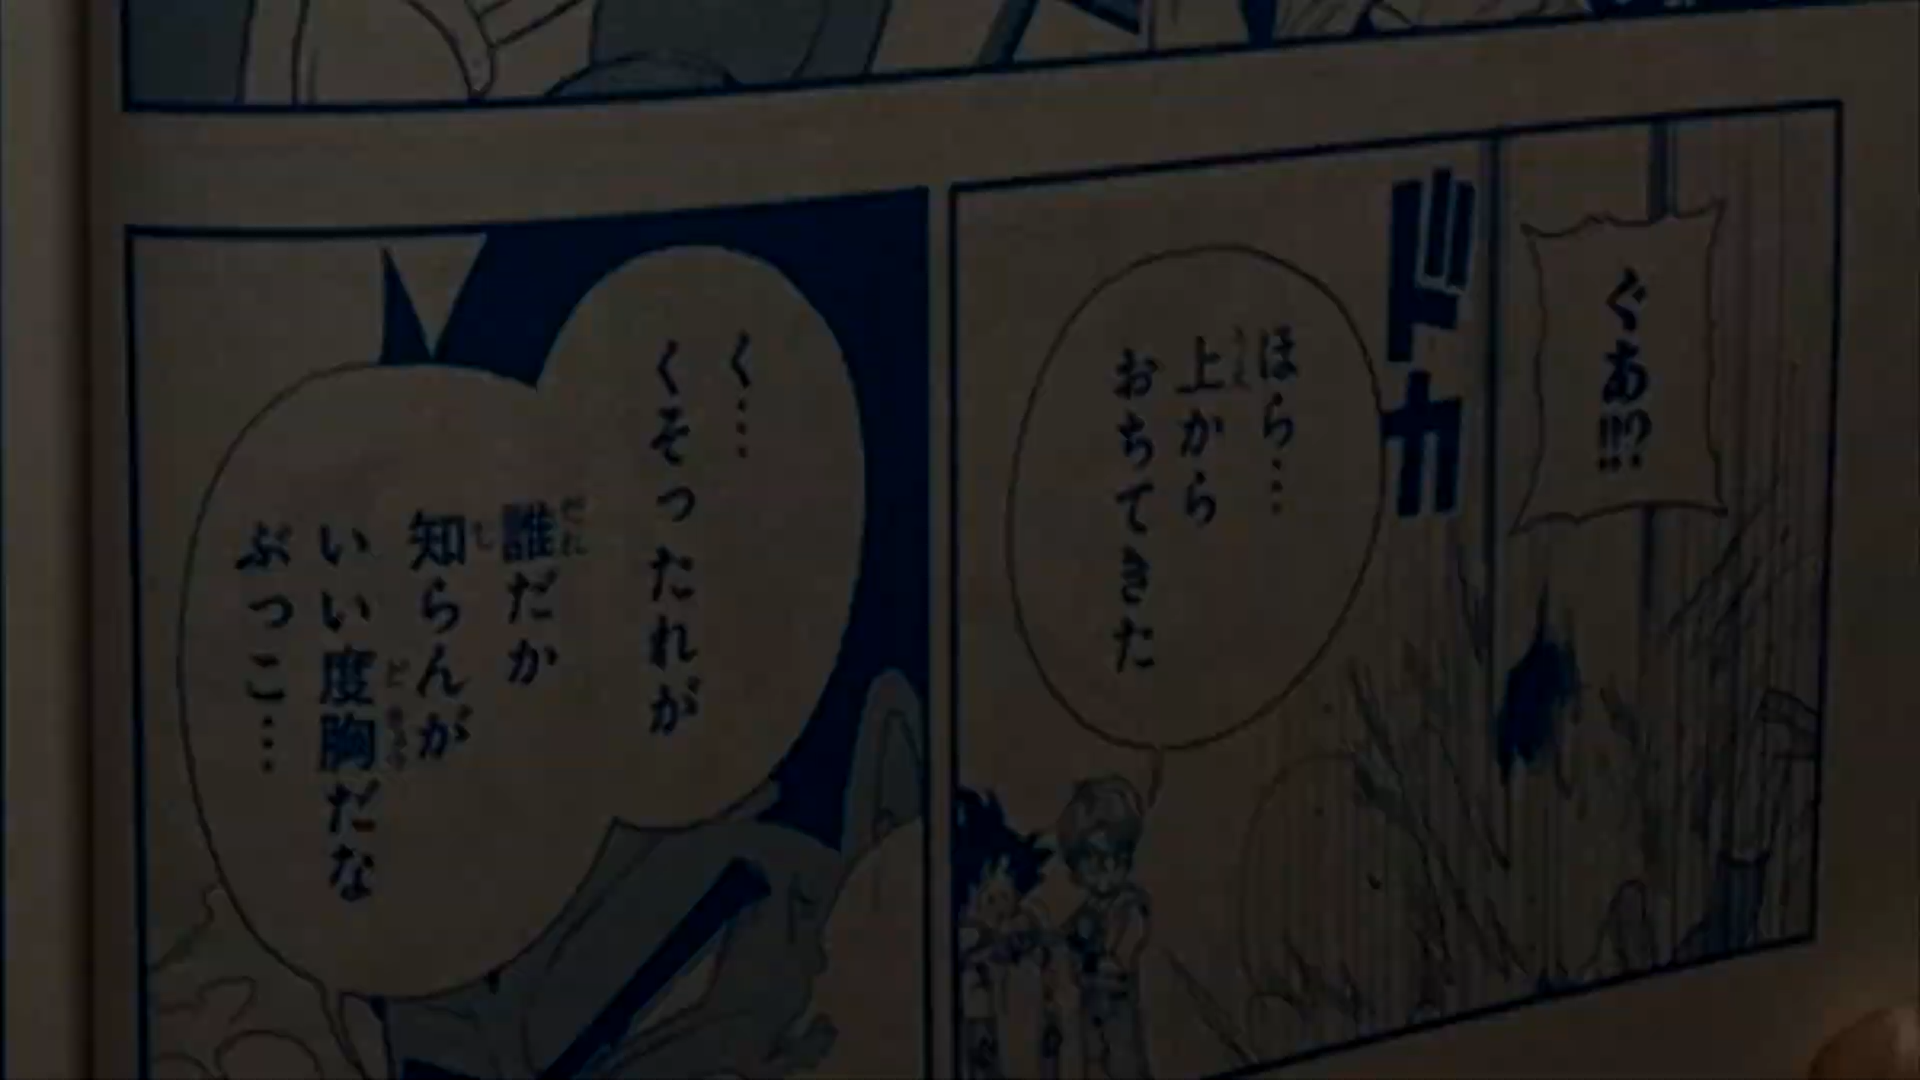 ぐあ!!?
ドカ
ほら…
上から
おちてきた
く…
くそったれが
誰だか
知らんが
いい度胸だな
ぶっこ…